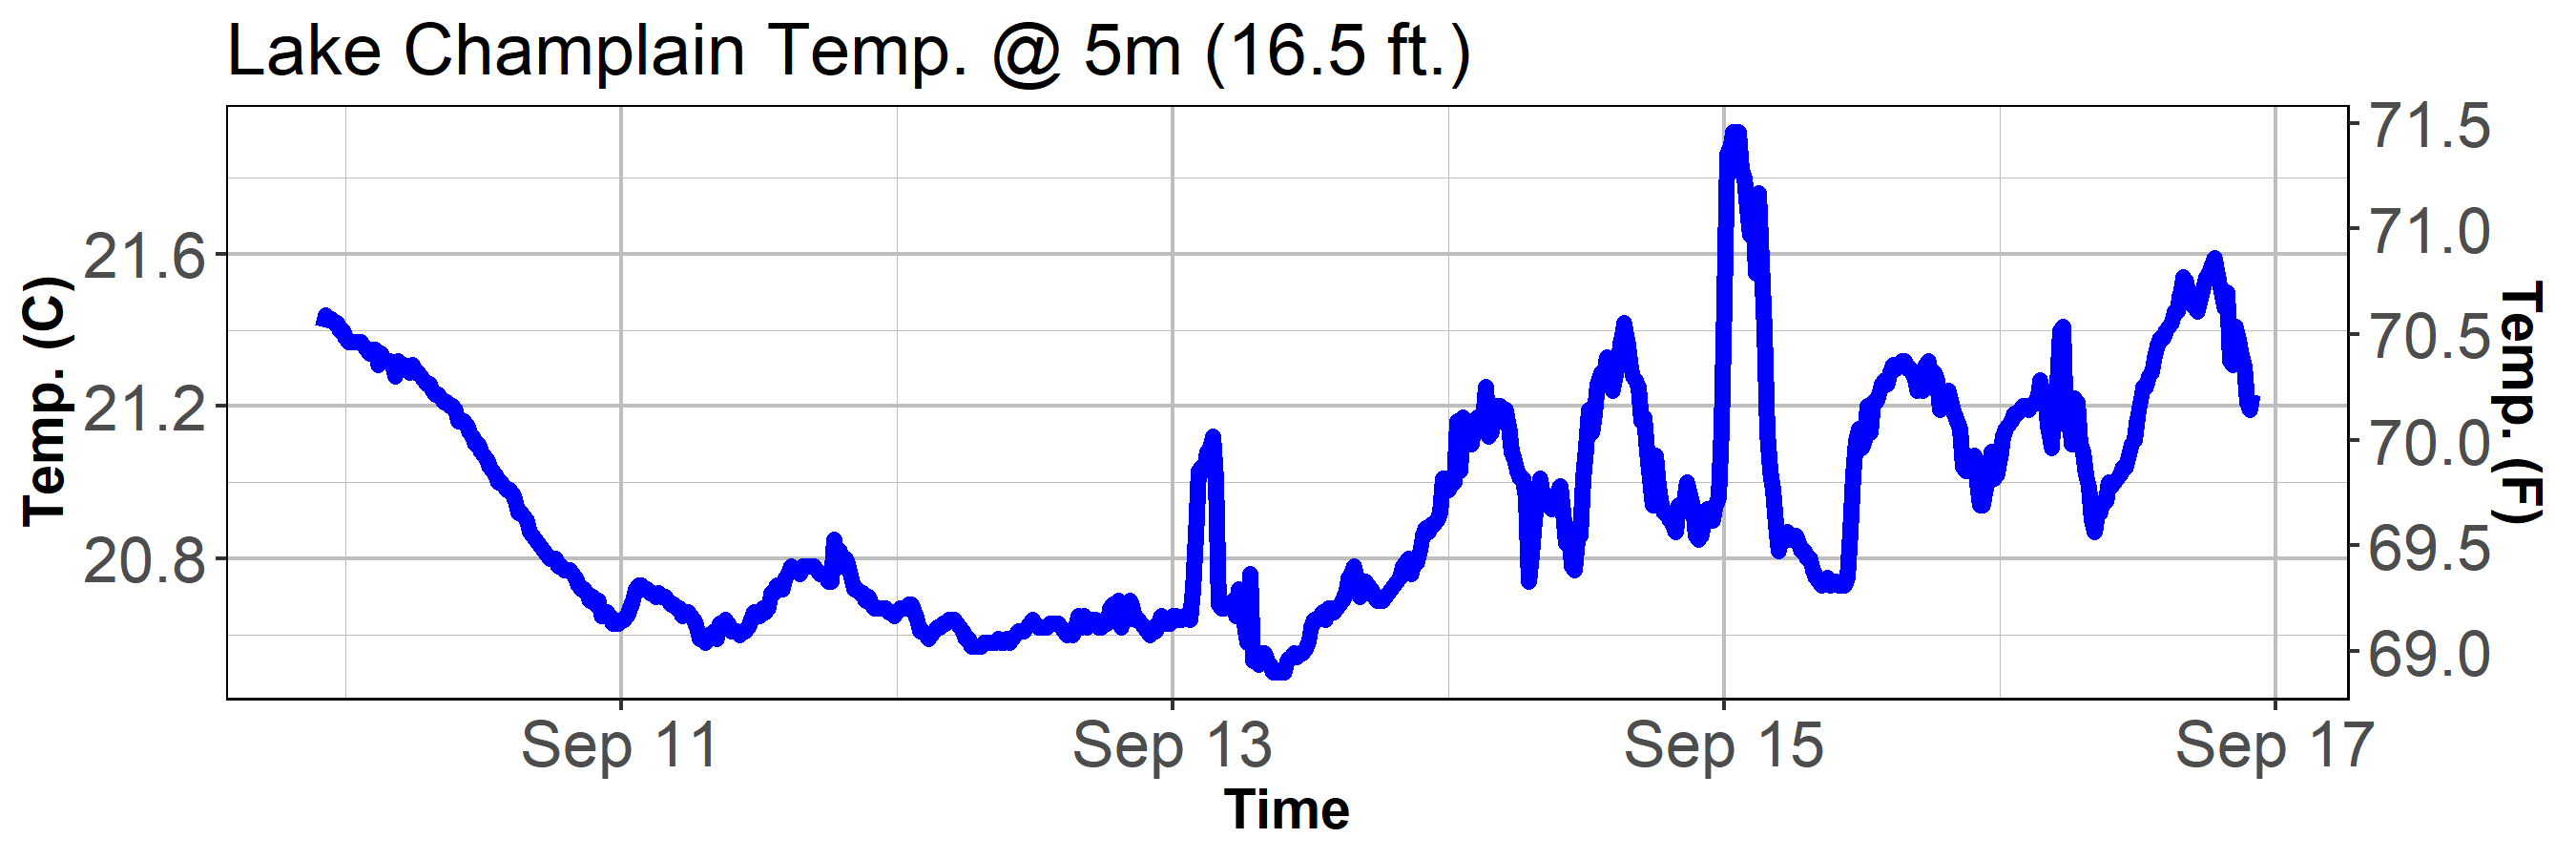 Lake Champlain Temp. @ 5m (16.5 ft.)
Temp. (C)
21.6
21.2
20.8
71.5
71.0
70.5
70.0
69.5
69.0
Temp. (F)
Sep 11 Sep 13 Sep 15 Sep 17
Time